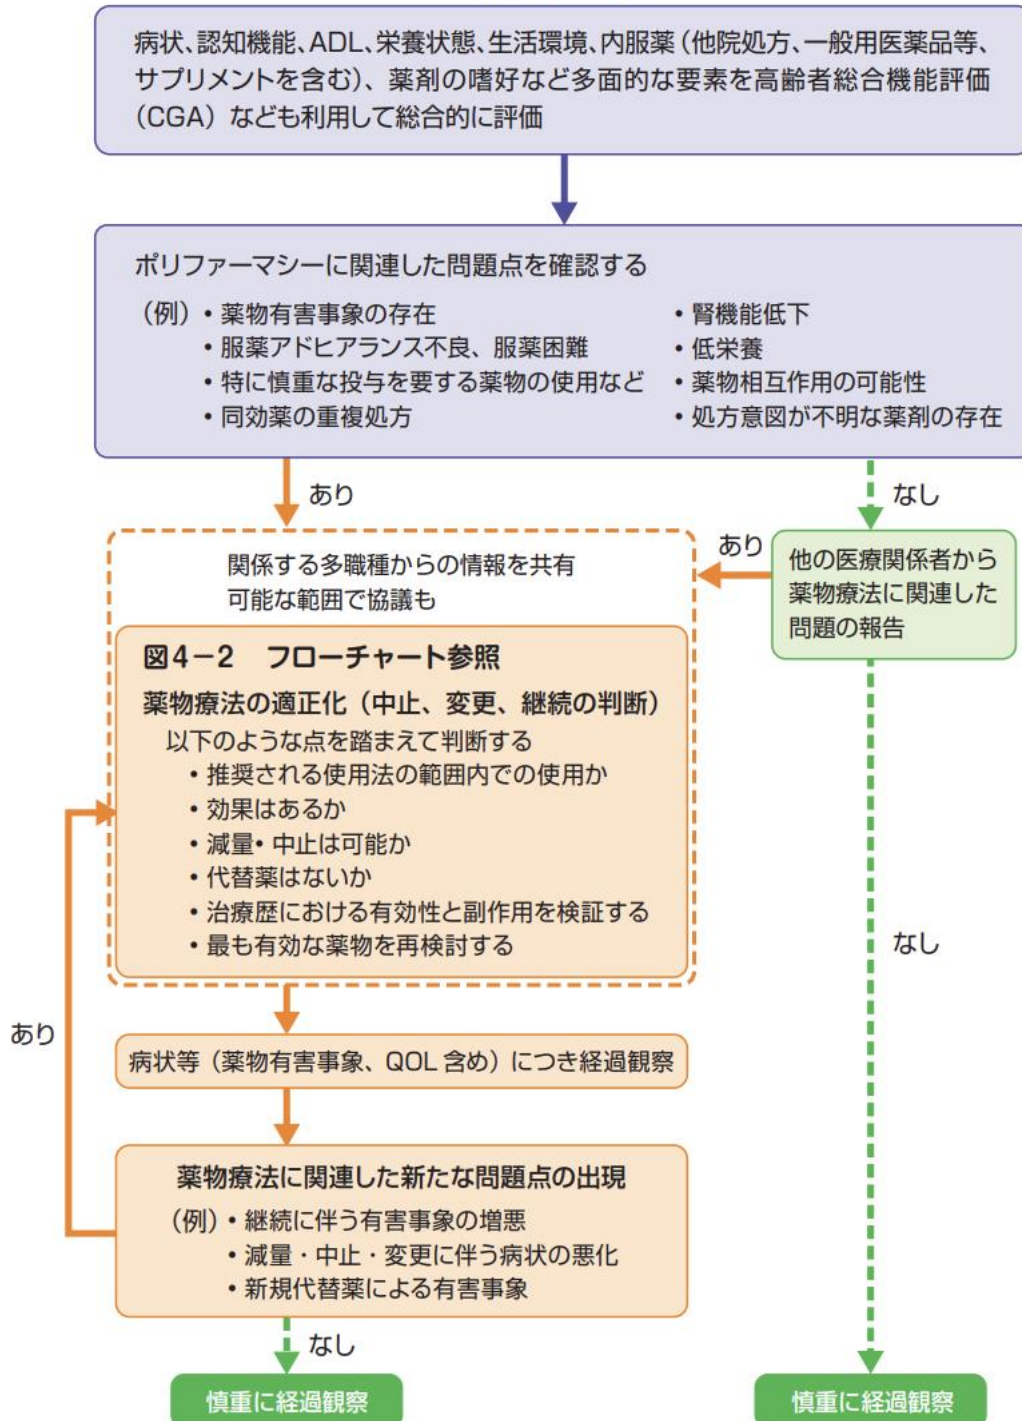 病状、認知機能、ADL、栄養状態、生活環境、内服薬（他院処方、一般用医薬品等、
サプリメントを含む）、薬剤の嗜好など多面的な要素を高齢者総合機能評価
（CGA）なども利用して総合的に評価
ポリファーマシーに関連した問題点を確認する
（例）・薬物有害事象の存在
・服薬アドヒアランス不良、服薬困難
・特に慎重な投与を要する薬物の使用など
・同効薬の重複処方
・腎機能低下
・低栄養
・薬物相互作用の可能性
・処方意図が不明な薬剤の存在
あり
なし
関係する多職種からの情報を共有
可能な範囲で協議も
あり
他の医療関係者から
薬物療法に関連した
問題の報告
図4−2　フローチャート参照
薬物療法の適正化（中止、変更、継続の判断）
以下のような点を踏まえて判断する
・推奨される使用法の範囲内での使用か
・効果はあるか
・減量・中止は可能か
・代替薬はないか
・治療歴における有効性と副作用を検証する
・最も有効な薬物を再検討する
なし
あり
病状等（薬物有害事象、QOL 含め）につき経過観察
薬物療法に関連した新たな問題点の出現
（例）・継続に伴う有害事象の増悪
・減量・中止・変更に伴う病状の悪化
・新規代替薬による有害事象
なし
慎重に経過観察
慎重に経過観察